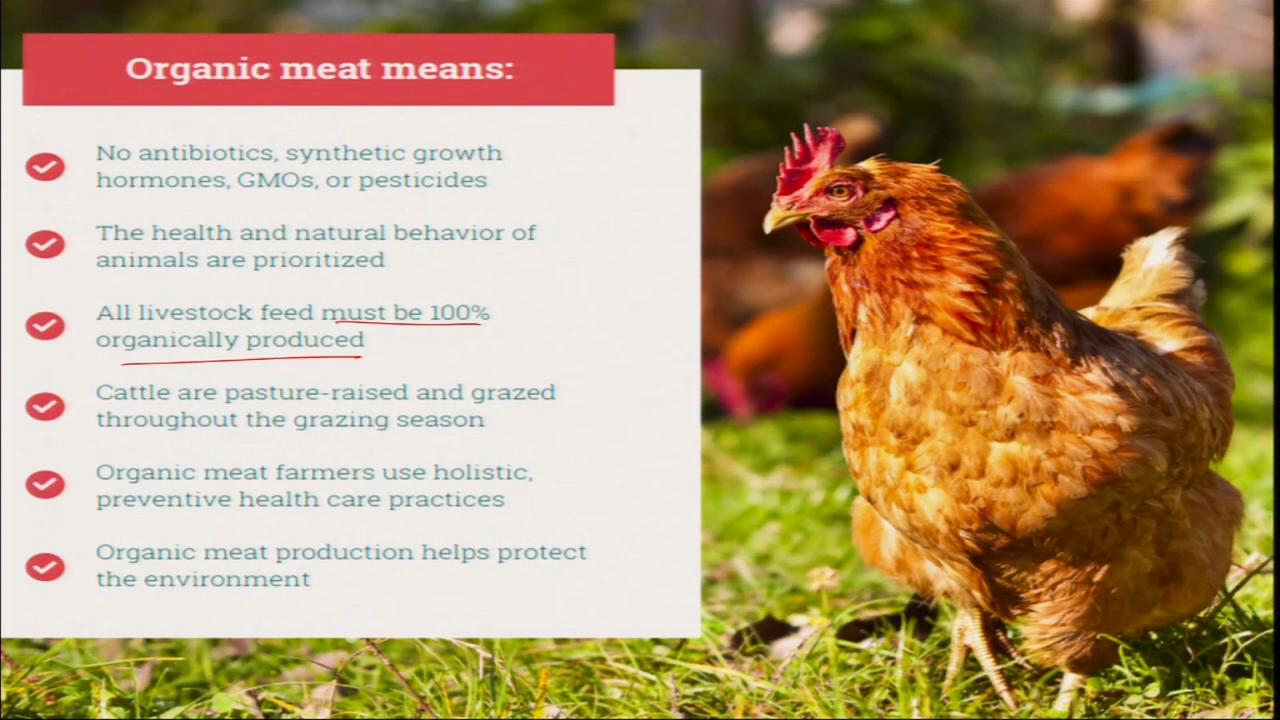 Organic meat means:
No antibiotics, synthetic growth
hormones, GMOs, or pesticides
The health and natural behavior of
animals are prioritized
All livestock feed must be 100%
organically produced
Cattle are pasture-raised and grazed
throughout the grazing season
Organic meat farmers use holistic,
preventive health care practices
Organic meat production helps protect
the environment